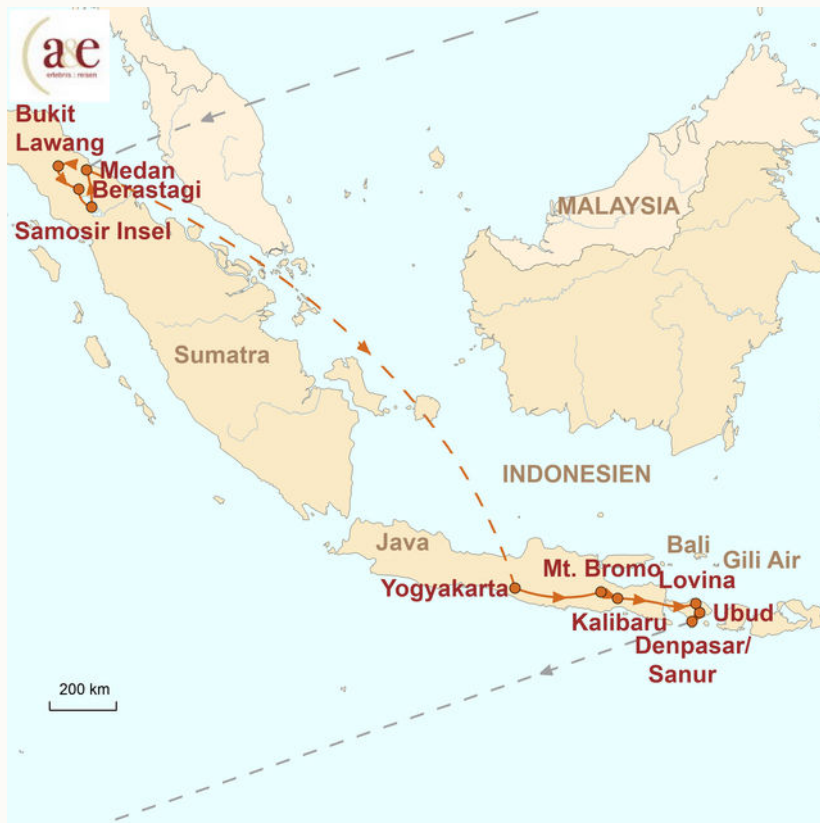 a&e
erlebnis : reisen
Bukit
Lawang
Medan
Berastagi
Samosir Insel
MALAYSIA
Sumatra
INDONESIEN
Java
Bali
Gili Air
Mt. Bromo
Lovina
Yogyakarta
Ubud
Kalibaru
Denpasar/
Sanur
200 km